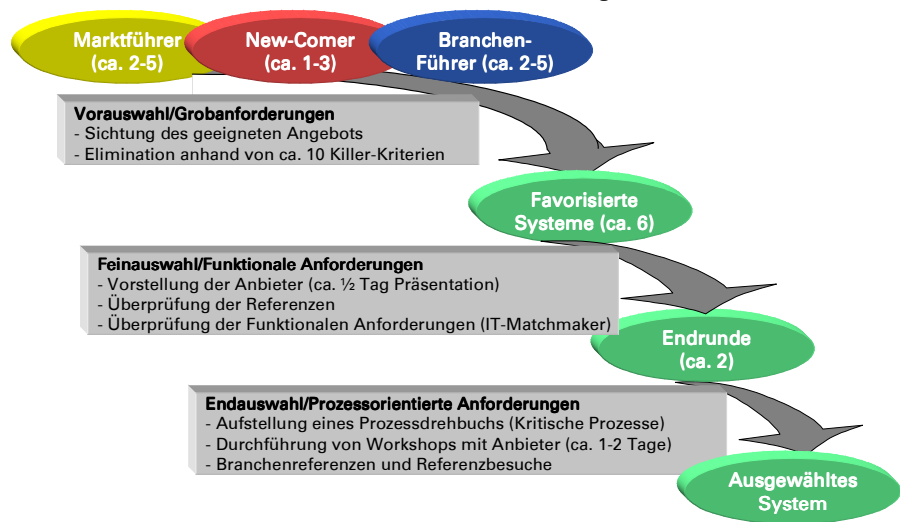 Marktführer
(ca. 2-5)
New-Comer
(ca. 1-3)
Branchen-
Führer (ca. 2-5)
Vorauswahl/Grobanforderungen
- Sichtung des geeigneten Angebots
- Elimination anhand von ca. 10 Killer-Kriterien
Favorisierte
Systeme (ca. 6)
Feinauswahl/Funktionale Anforderungen
- Vorstellung der Anbieter (ca. ½ Tag Präsentation)
- Überprüfung der Referenzen
- Überprüfung der Funktionalen Anforderungen (IT-Matchmaker)
Endrunde
(ca. 2)
Endauswahl/Prozessorientierte Anforderungen
- Aufstellung eines Prozessdrehbuchs (Kritische Prozesse)
- Durchführung von Workshops mit Anbieter (ca. 1-2 Tage)
- Branchenreferenzen und Referenzbesuche
Ausgewähltes
System